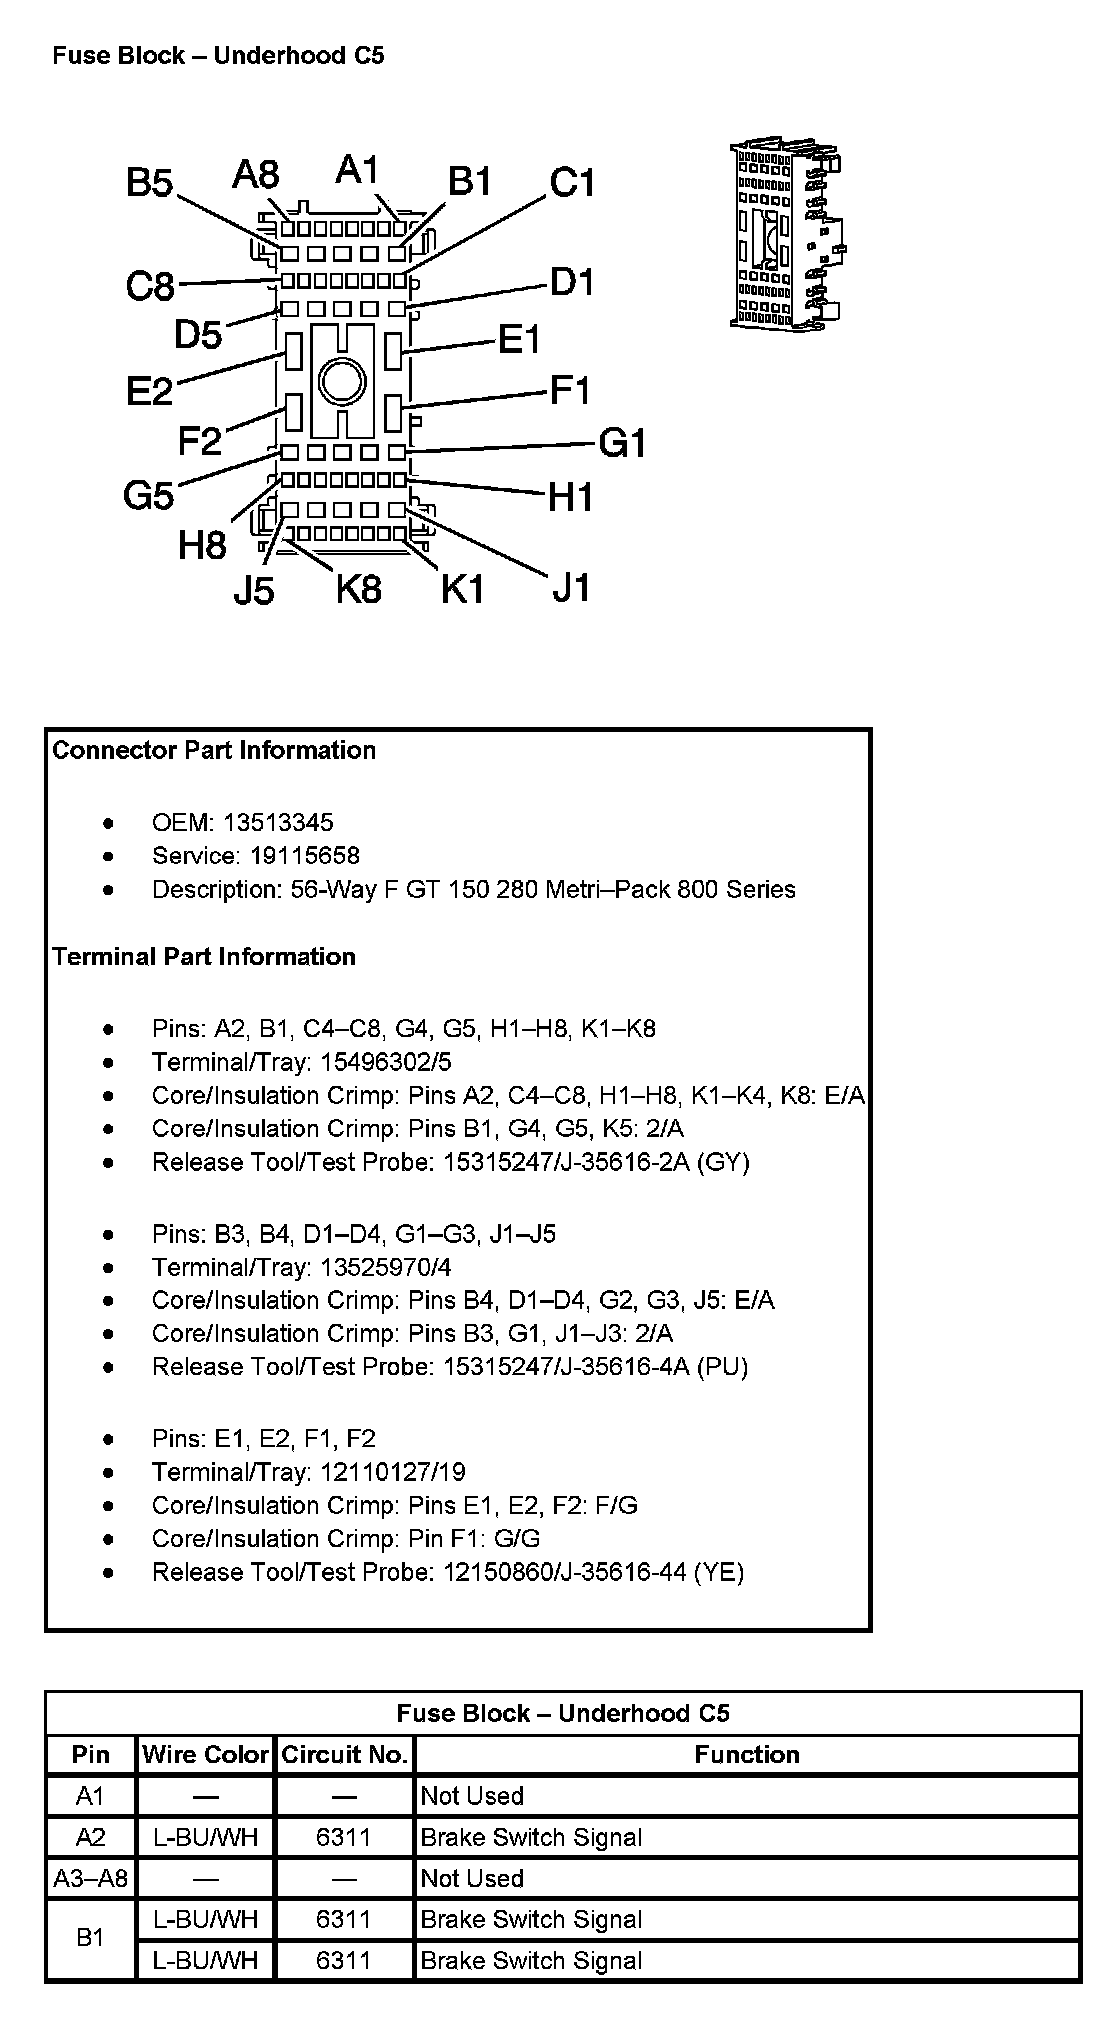 Fuse Block – Underhood C5
A8 A1
B5 B1 C1
C8 D1
D5 E1
E2 F1
F2 G1
G5 H1
H8
J5 K8 K1 J1
Connector Part Information
• OEM: 13513345
• Service: 19115658
• Description: 56-Way F GT 150 280 Metri–Pack 800 Series
Terminal Part Information
• Pins: A2, B1, C4–C8, G4, G5, H1–H8, K1–K8
• Terminal/Tray: 15496302/5
• Core/Insulation Crimp: Pins A2, C4–C8, H1–H8, K1–K4, K8: E/A
• Core/Insulation Crimp: Pins B1, G4, G5, K5: 2/A
• Release Tool/Test Probe: 15315247/J-35616-2A (GY)
• Pins: B3, B4, D1–D4, G1–G3, J1–J5
• Terminal/Tray: 13525970/4
• Core/Insulation Crimp: Pins B4, D1–D4, G2, G3, J5: E/A
• Core/Insulation Crimp: Pins B3, G1, J1–J3: 2/A
• Release Tool/Test Probe: 15315247/J-35616-4A (PU)
• Pins: E1, E2, F1, F2
• Terminal/Tray: 12110127/19
• Core/Insulation Crimp: Pins E1, E2, F2: F/G
• Core/Insulation Crimp: Pin F1: G/G
• Release Tool/Test Probe: 12150860/J-35616-44 (YE)
Fuse Block – Underhood C5
Pin Wire Color Circuit No. Function
A1 — — Not Used
A2 L-BU/WH 6311 Brake Switch Signal
A3–A8 — — Not Used
B1 L-BU/WH 6311 Brake Switch Signal
L-BU/WH 6311 Brake Switch Signal